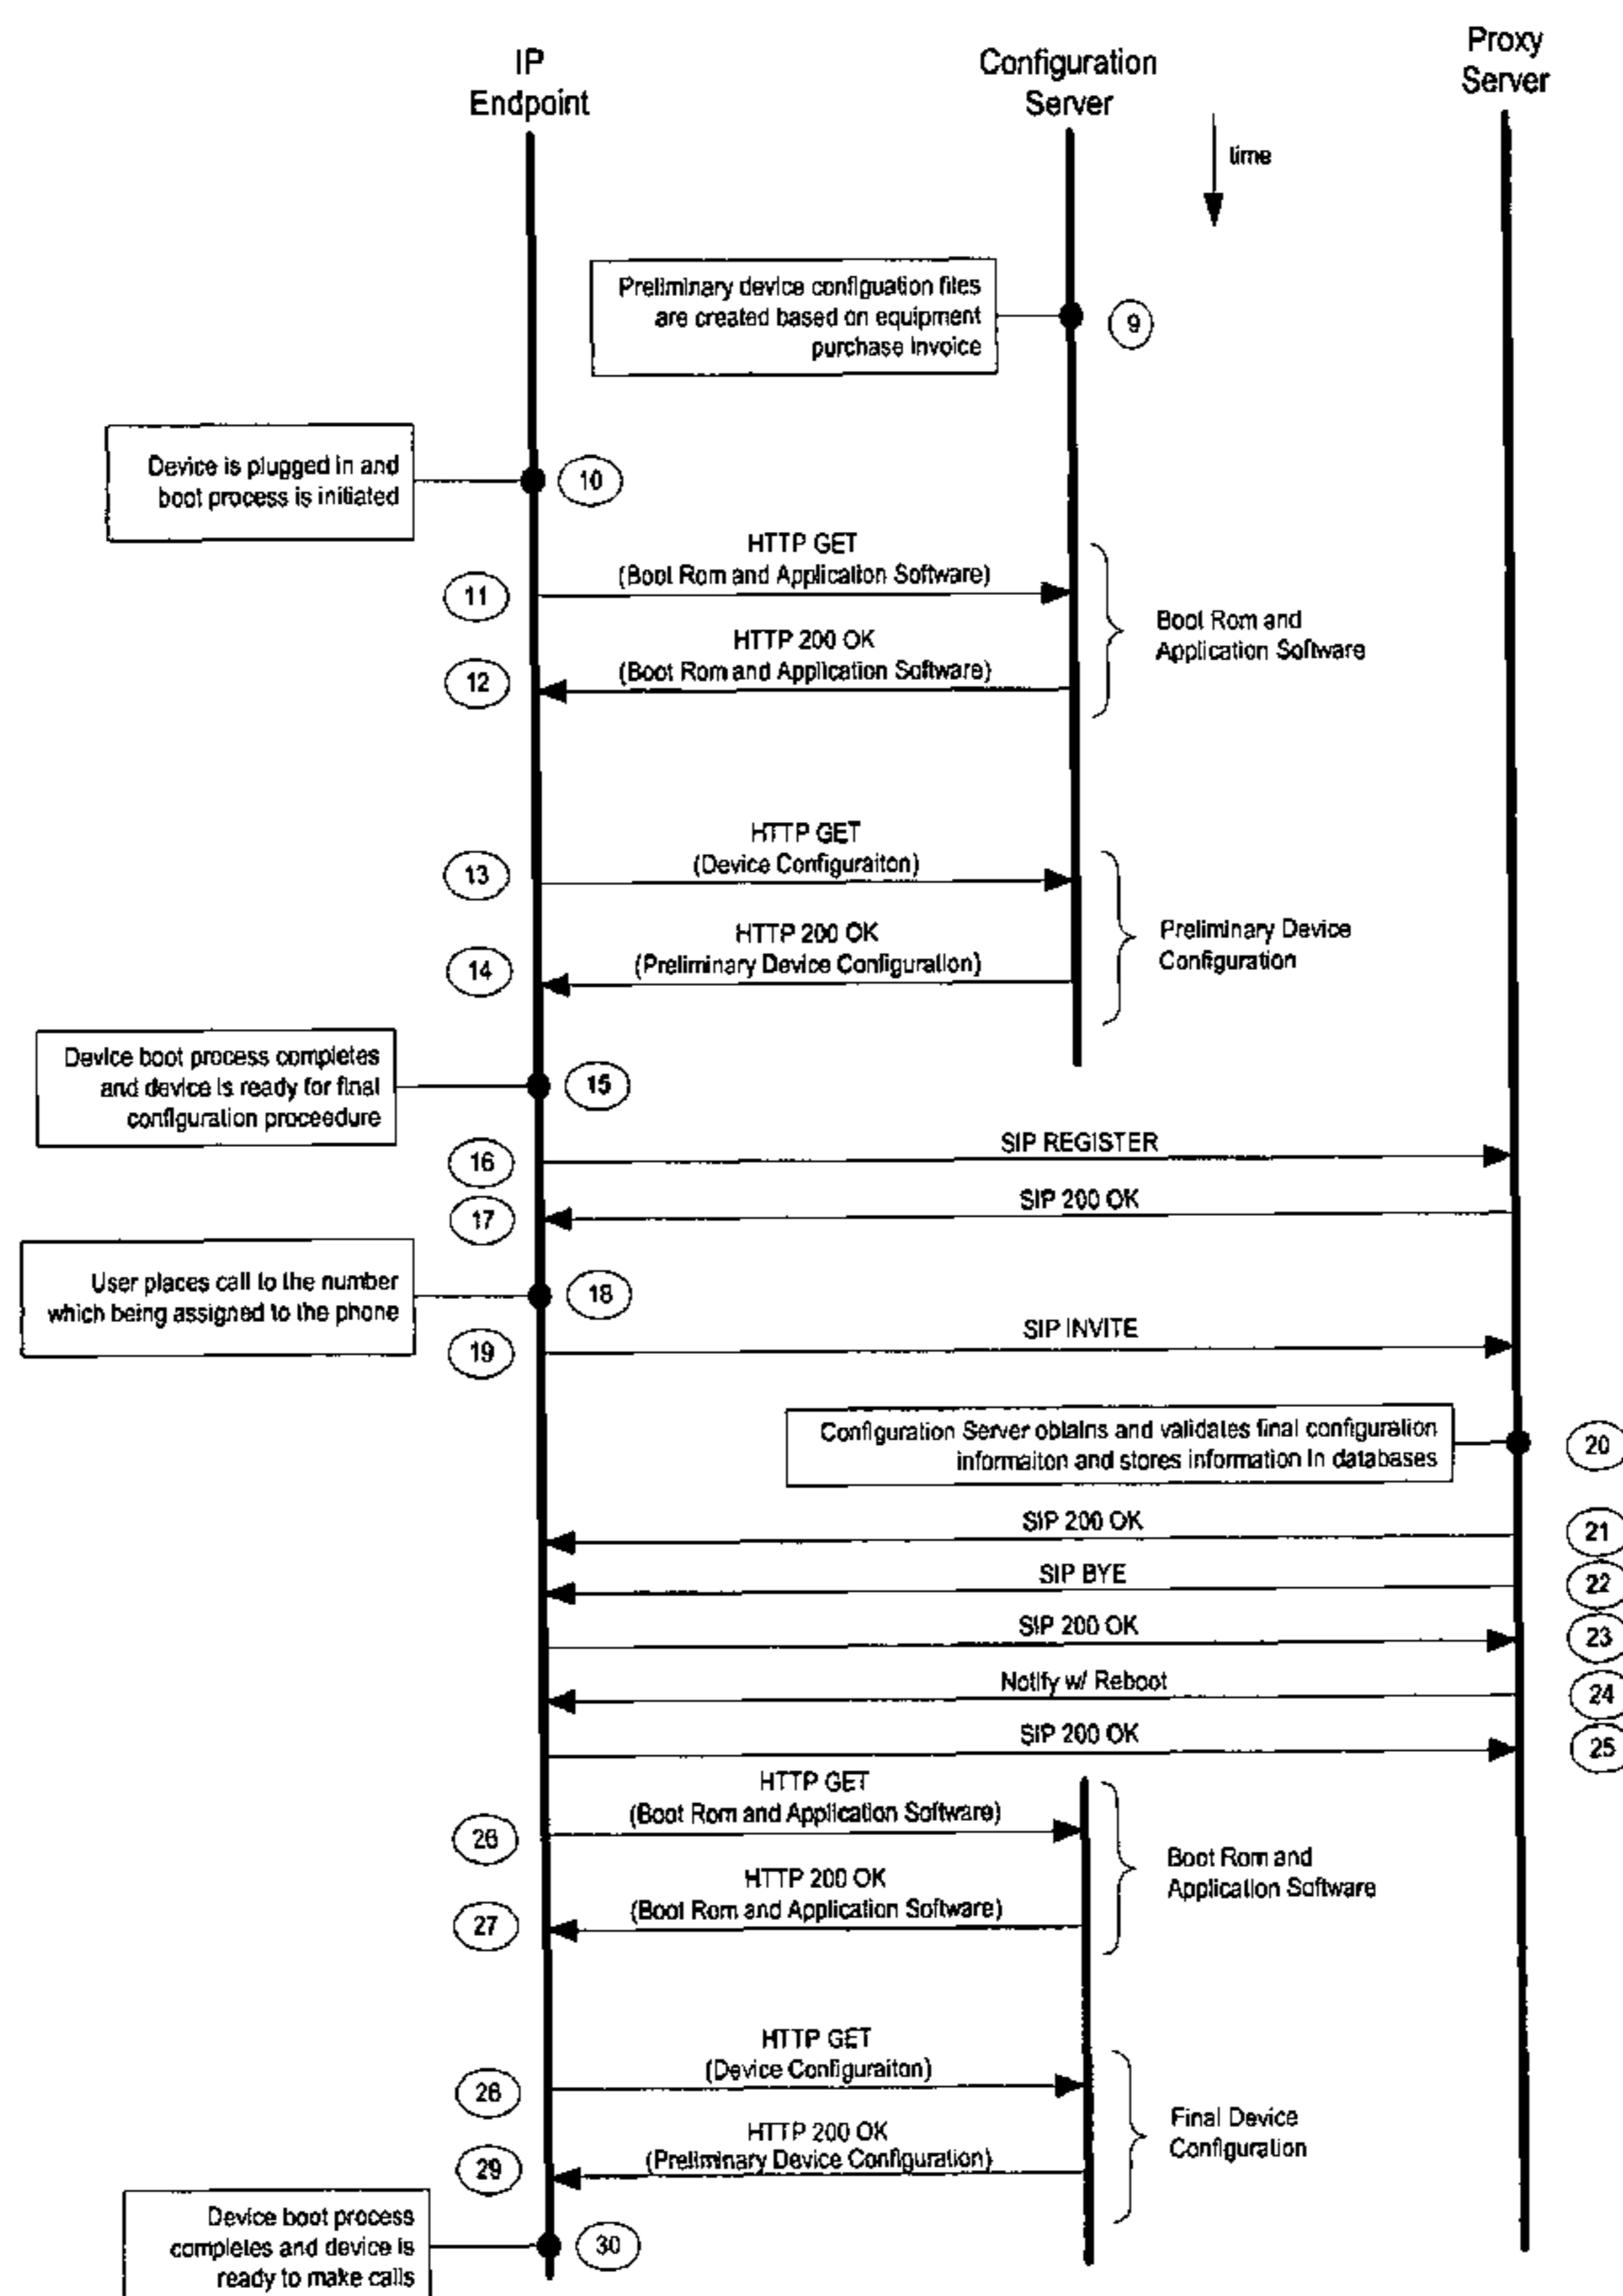 IP
Endpoint
Configuration
Server
Proxy
Server
time
Preliminary device configuation files
are created based on equipment
purchase invoice
9
Device is plugged in and
boot process is initiated
10
HTTP GET
(Boot Rom and Application Software)
11
HTTP 200 OK
(Boot Rom and Application Software)
12
Boot Rom and
Application Software
HTTP GET
(Device Configuraiton)
13
HTTP 200 OK
(Preliminary Device Configuration)
14
Preliminary Device
Configuration
Device boot process completes
and device is ready for final
configuration proceedure
15
SIP REGISTER
16
SIP 200 OK
17
User places call to the number
which being assigned to the phone
18
SIP INVITE
19
Configuration Server obtains and validates final configuration
informaiton and stores information in databases
20
SIP 200 OK
21
SIP BYE
22
SIP 200 OK
23
Notify w/ Reboot
24
SIP 200 OK
25
HTTP GET
(Boot Rom and Application Software)
26
HTTP 200 OK
(Boot Rom and Application Software)
27
Boot Rom and
Application Software
HTTP GET
(Device Configuraiton)
28
HTTP 200 OK
(Preliminary Device Configuration)
29
Final Device
Configuration
Device boot process
completes and device is
ready to make calls
30